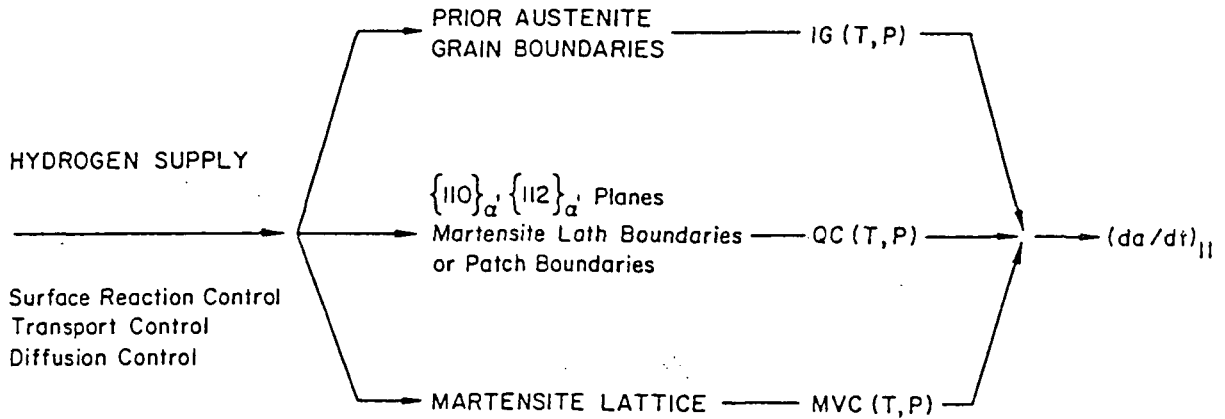 HYDROGEN SUPPLY
Surface Reaction Control
Transport Control
Diffusion Control
PRIOR AUSTENITE
GRAIN BOUNDARIES
IG (T, P)
{110}α' {112}α' Planes
Martensite Lath Boundaries
or Patch Boundaries
QC (T, P)
MARTENSITE LATTICE
MVC (T, P)
(da/dt)II